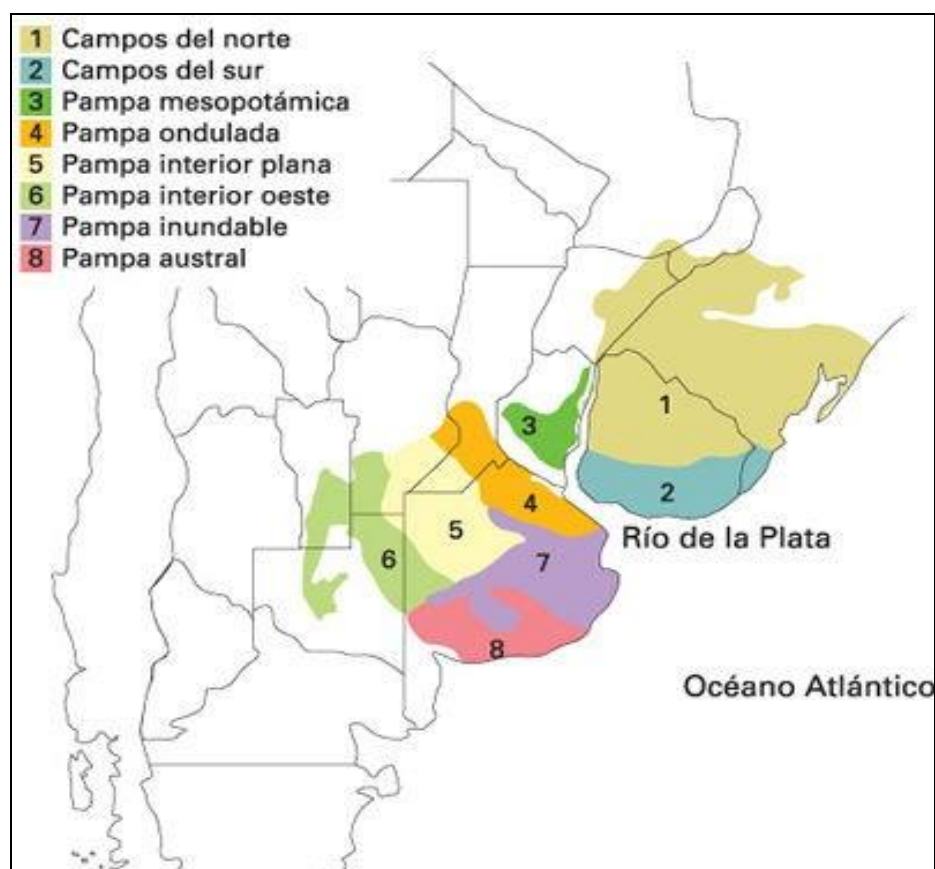 1 Campos del norte
2 Campos del sur
3 Pampa mesopotámica
4 Pampa ondulada
5 Pampa interior plana
6 Pampa interior oeste
7 Pampa inundable
8 Pampa austral
1
3
2
4
5
Río de la Plata
6
7
8
Océano Atlántico